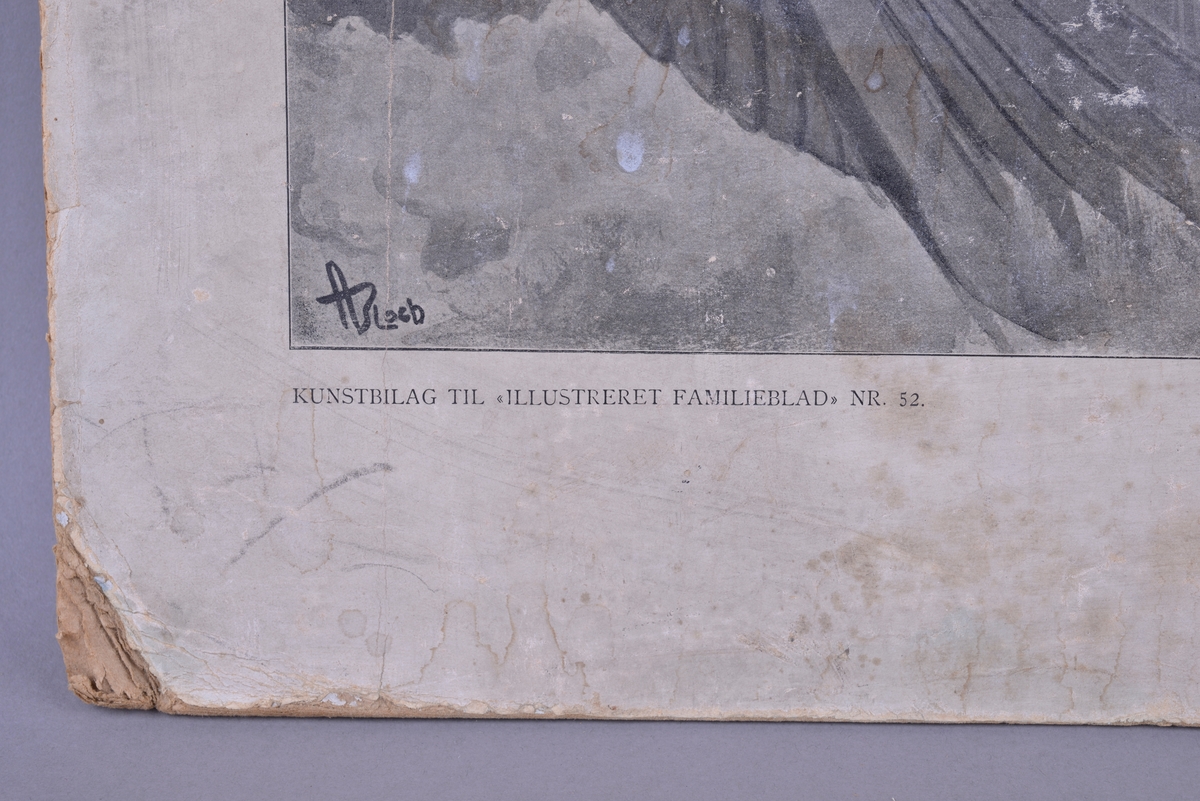 ABloch
KUNSTBILAG TIL «ILLUSTRERET FAMILIEBLAD» NR. 52.